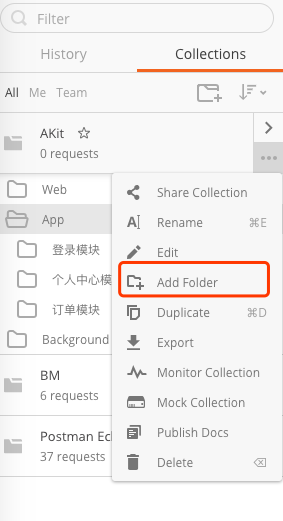 Filter
History Collections
All Me Team
AKit
0 requests
Web
App
登录模块
个人中心模
订单模块
Background
BM
6 requests
Postman Ec
37 requests
Share Collection
Rename ⌘E
Edit
Add Folder
Duplicate ⌘D
Export
Monitor Collection
Mock Collection
Publish Docs
Delete ⌫